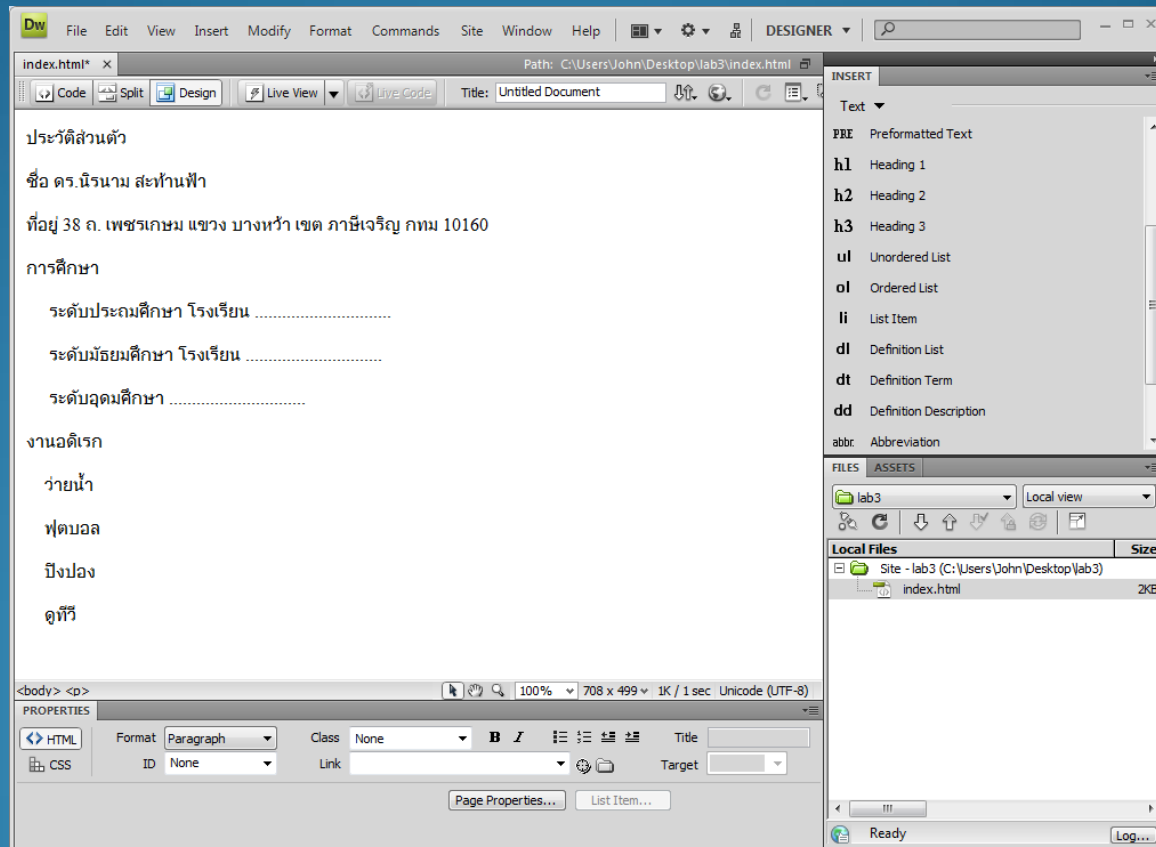 Dw File Edit View Insert Modify Format Commands Site Window Help DESIGNER
index.html* × Path: C:\Users\John\Desktop\lab3\index.html
Code Split Design Live View Live Code Title: Untitled Document
ประวัติส่วนตัว
ชื่อ ดร.นิรนาม สะท้านฟ้า
ที่อยู่ 38 ถ. เพชรเกษม แขวง บางหว้า เขต ภาษีเจริญ กทม 10160
การศึกษา
ระดับประถมศึกษา โรงเรียน ..............................
ระดับมัธยมศึกษา โรงเรียน ..............................
ระดับอุดมศึกษา ..............................
งานอดิเรก
ว่ายน้ำ
ฟุตบอล
ปิงปอง
ดูทีวี
<body> <p> 100% 708 x 499 1K / 1 sec Unicode (UTF-8)
PROPERTIES
<> HTML Format Paragraph Class None B I Title
CSS ID None Link Target
Page Properties... List Item...
INSERT
Text
PRE Preformatted Text
h1 Heading 1
h2 Heading 2
h3 Heading 3
ul Unordered List
ol Ordered List
li List Item
dl Definition List
dt Definition Term
dd Definition Description
abbr. Abbreviation
FILES ASSETS
lab3 Local view
Local Files Size
Site - lab3 (C:\Users\John\Desktop\lab3)
index.html 2KB
Ready Log...